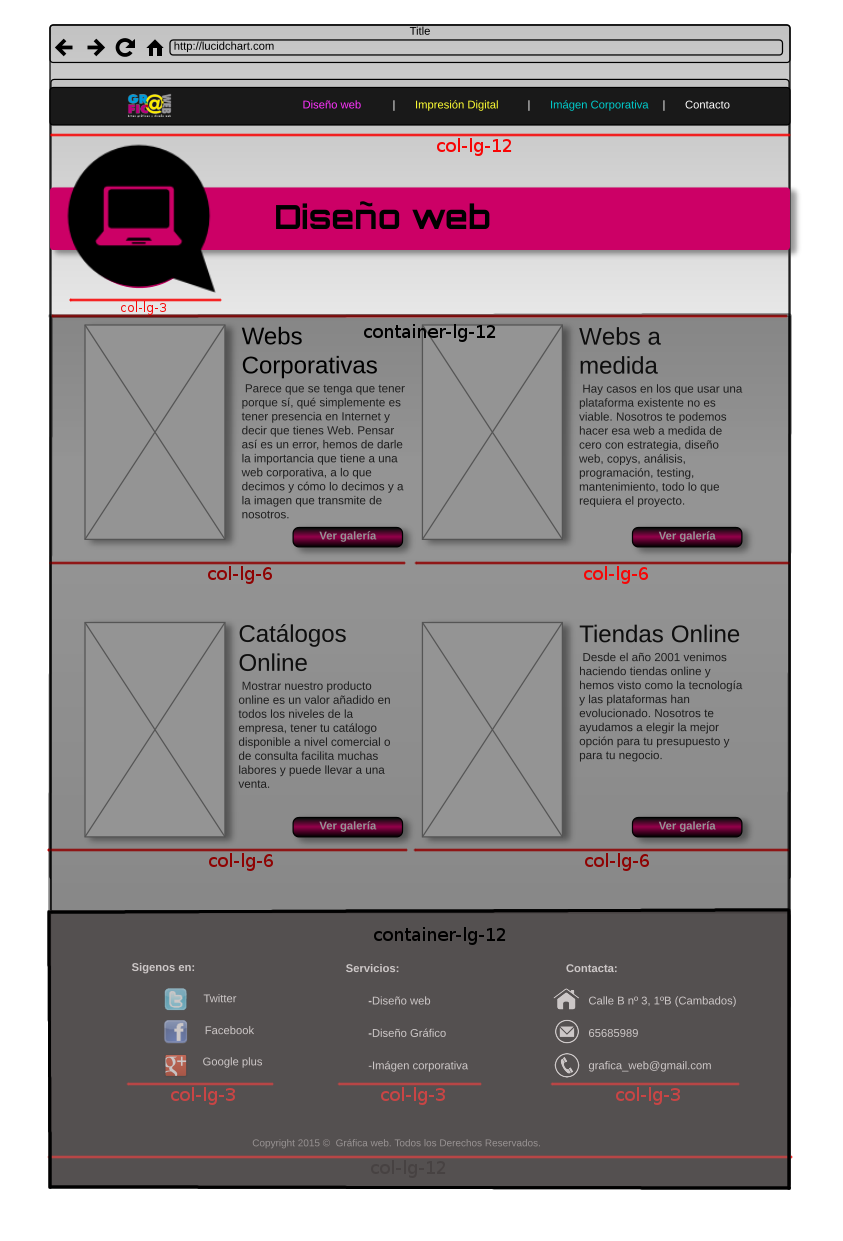 Title
http://lucidchart.com
GR@
FIC WEB
Diseño web | Impresión Digital | Imágen Corporativa | Contacto
col-lg-12
Diseño web
col-lg-3
container-lg-12
Webs
Corporativas
Parece que se tenga que tener
porque sí, qué simplemente es
tener presencia en Internet y
decir que tienes Web. Pensar
así es un error, hemos de darle
la importancia que tiene a una
web corporativa, a lo que
decimos y cómo lo decimos y a
la imagen que transmite de
nosotros.
Ver galería
col-lg-6
Webs a
medida
Hay casos en los que usar una
plataforma existente no es
viable. Nosotros te podemos
hacer esa web a medida de
cero con estrategia, diseño
web, copys, análisis,
programación, testing,
mantenimiento, todo lo que
requiera el proyecto.
Ver galería
col-lg-6
Catálogos
Online
Mostrar nuestro producto
online es un valor añadido en
todos los niveles de la
empresa, tener tu catálogo
disponible a nivel comercial o
de consulta facilita muchas
labores y puede llevar a una
venta.
Ver galería
col-lg-6
Tiendas Online
Desde el año 2001 venimos
haciendo tiendas online y
hemos visto como la tecnología
y las plataformas han
evolucionado. Nosotros te
ayudamos a elegir la mejor
opción para tu presupuesto y
para tu negocio.
Ver galería
col-lg-6
container-lg-12
Sigenos en:
Twitter
Facebook
Google plus
col-lg-3
Servicios:
-Diseño web
-Diseño Gráfico
-Imágen corporativa
col-lg-3
Contacta:
Calle B nº 3, 1ºB (Cambados)
65685989
grafica_web@gmail.com
col-lg-3
Copyright 2015 © Gráfica web. Todos los Derechos Reservados.
col-lg-12